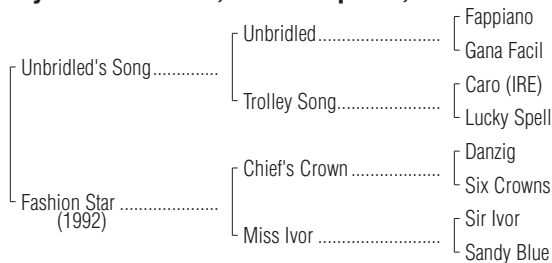 Fappiano
Unbridled....................
Gana Facil
Unbridled's Song.............
Caro (IRE)
Trolley Song.................
Lucky Spell
Danzig
Chief's Crown ................
Six Crowns
Fashion Star ....................
(1992)
Sir Ivor
Miss Ivor ......................
Sandy Blue